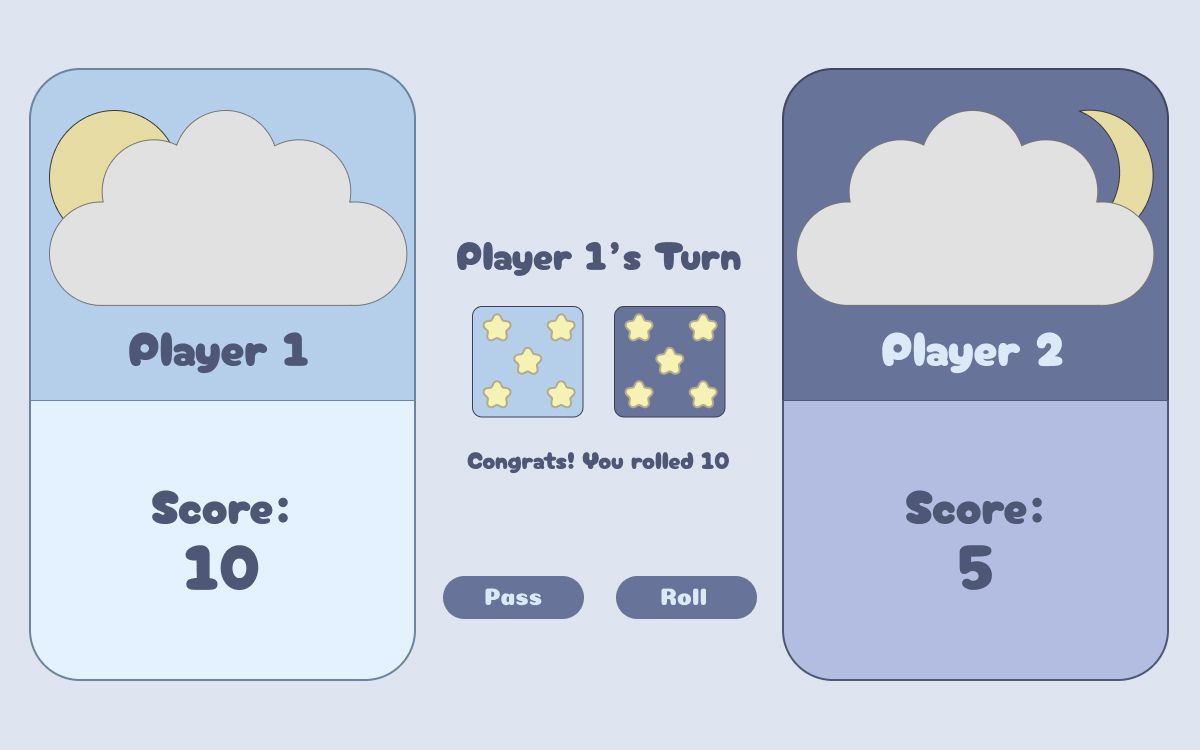 Player 1
Score:
10
Player 1’s Turn
Congrats! You rolled 10
Pass
Roll
Player 2
Score:
5